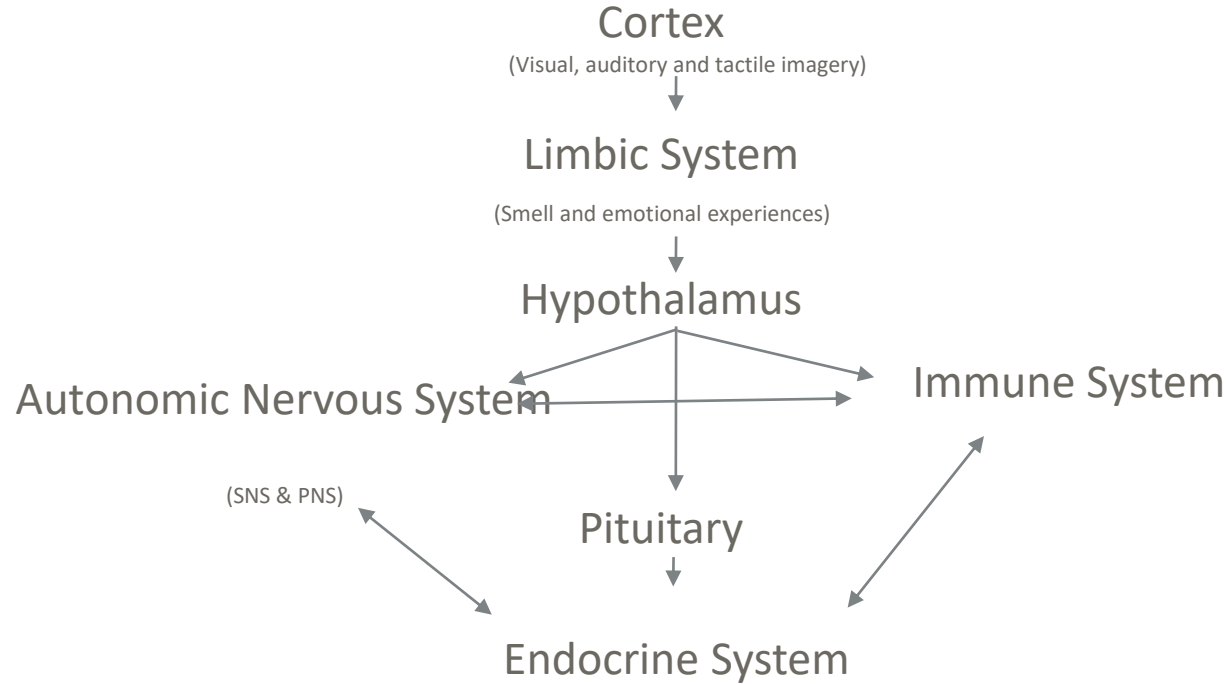 Cortex
(Visual, auditory and tactile imagery)
Limbic System
(Smell and emotional experiences)
Hypothalamus
Autonomic Nervous System
Immune System
(SNS & PNS)
Pituitary
Endocrine System